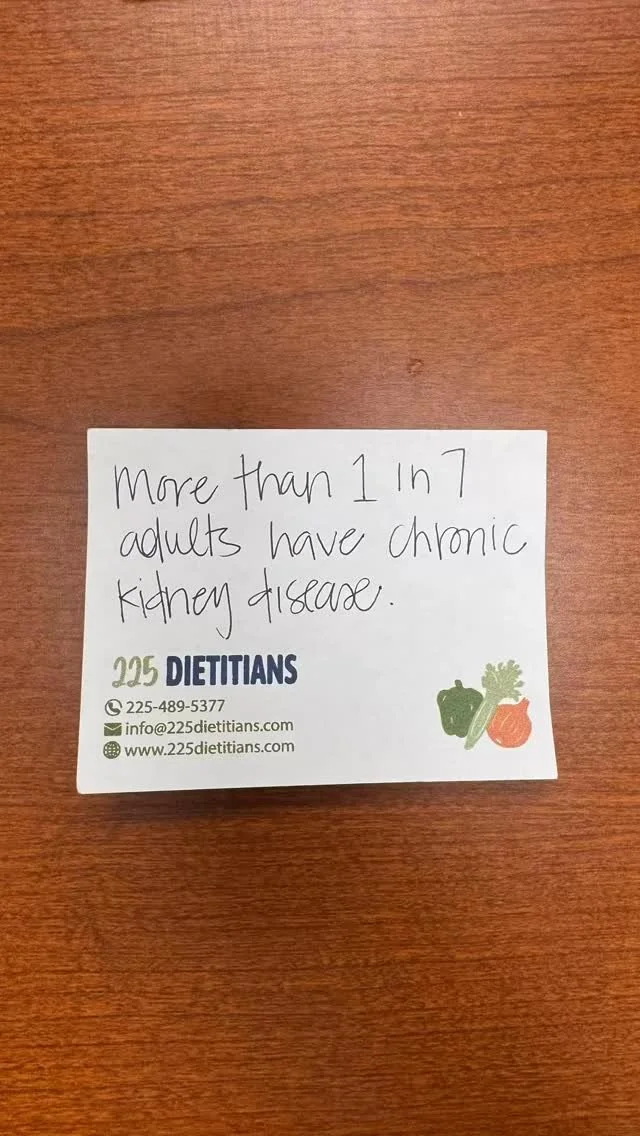 more than 1 in 7
adults have chronic
kidney disease.
225 DIETITIANS
225-489-5377
info@225dietitians.com
www.225dietitians.com